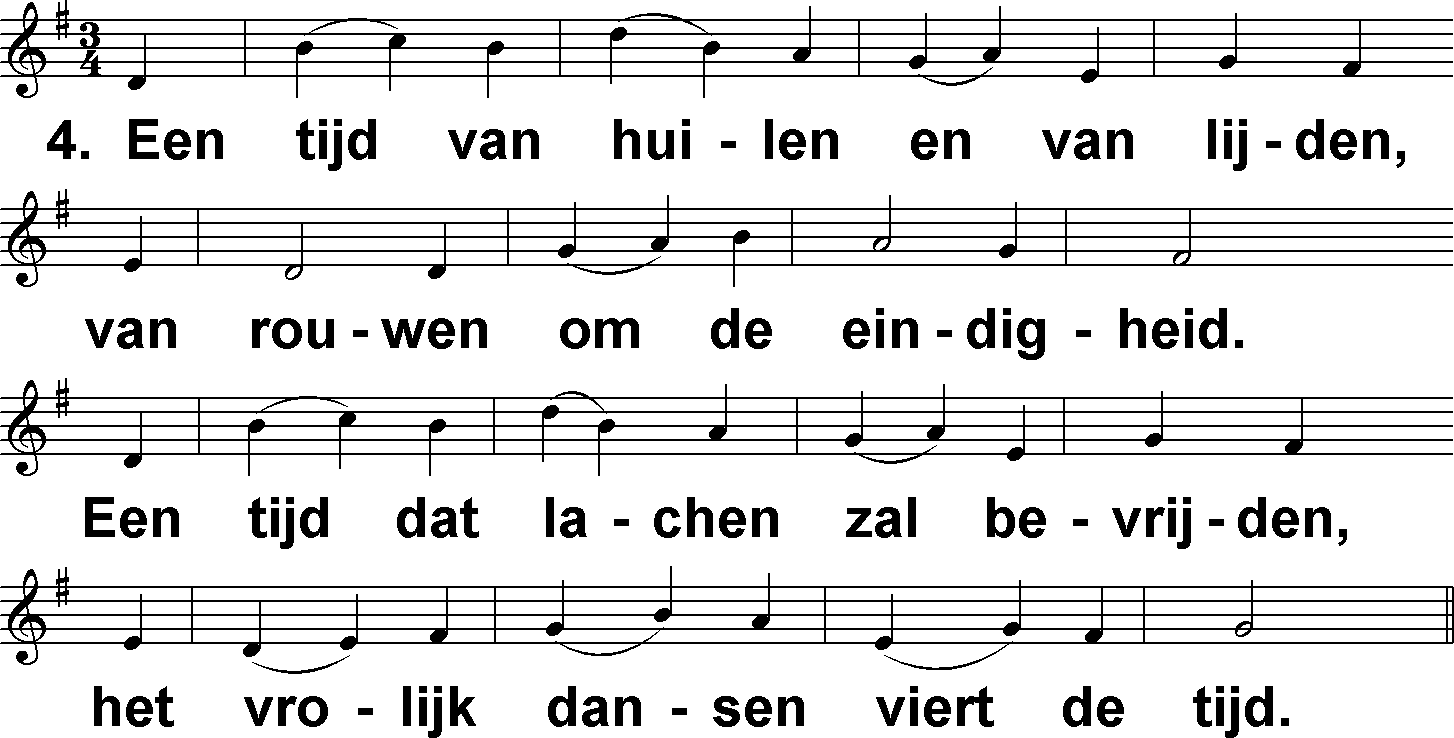 4. Een tijd van hui - len en van lij - den,
van rou - wen om de ein - dig - heid.
Een tijd dat la - chen zal be - vrij - den,
het vro - lijk dan - sen viert de tijd.